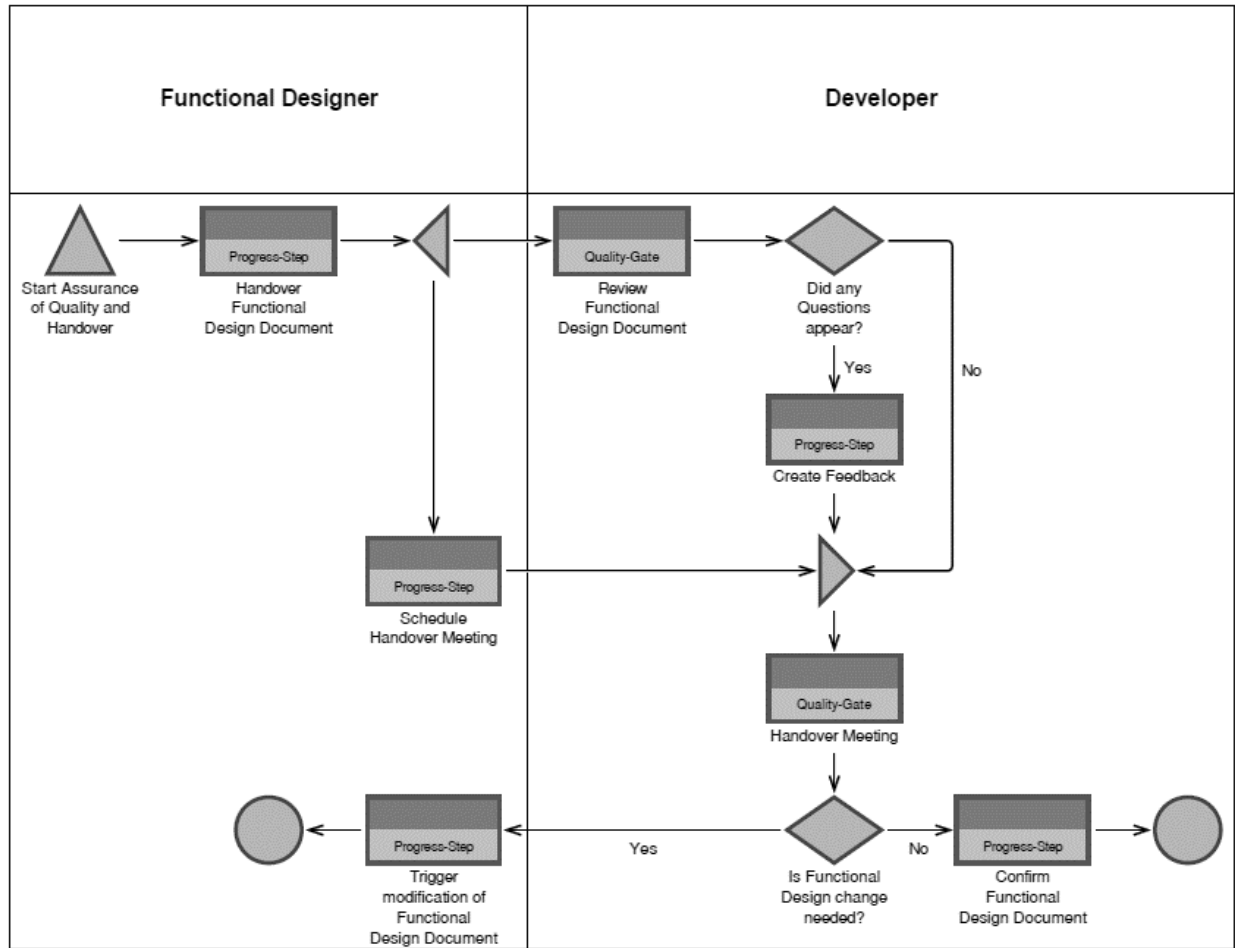 Functional Designer
Developer
Progress-Step
Quality-Gate
Start Assurance
of Quality and
Handover
Handover
Functional
Design Document
Review
Functional
Design Document
Did any
Questions
appear?
Yes
No
Progress-Step
Create Feedback
Progress-Step
Schedule
Handover Meeting
Quality-Gate
Handover Meeting
Progress-Step
Yes
No
Progress-Step
Trigger
modification of
Functional
Design Document
Is Functional
Design change
needed?
Confirm
Functional
Design Document